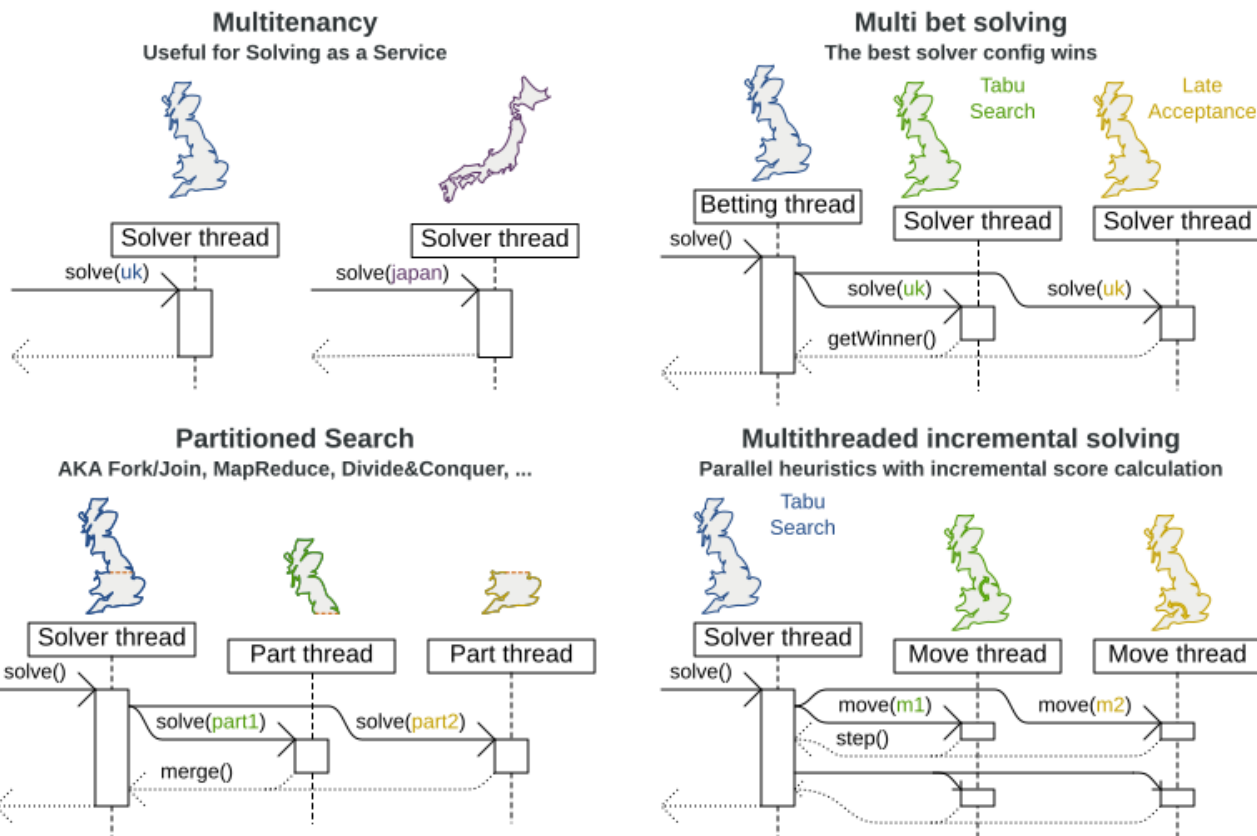 Multitenancy
Useful for Solving as a Service
Solver thread
Solver thread
solve(uk)
solve(japan)
Multi bet solving
The best solver config wins
Tabu
Search
Late
Acceptance
Betting thread
Solver thread
Solver thread
solve()
solve(uk)
solve(uk)
getWinner()
Partitioned Search
AKA Fork/Join, MapReduce, Divide&Conquer, ...
Solver thread
Part thread
Part thread
solve()
solve(part1)
solve(part2)
merge()
Multithreaded incremental solving
Parallel heuristics with incremental score calculation
Tabu
Search
Solver thread
Move thread
Move thread
solve()
move(m1)
move(m2)
step()